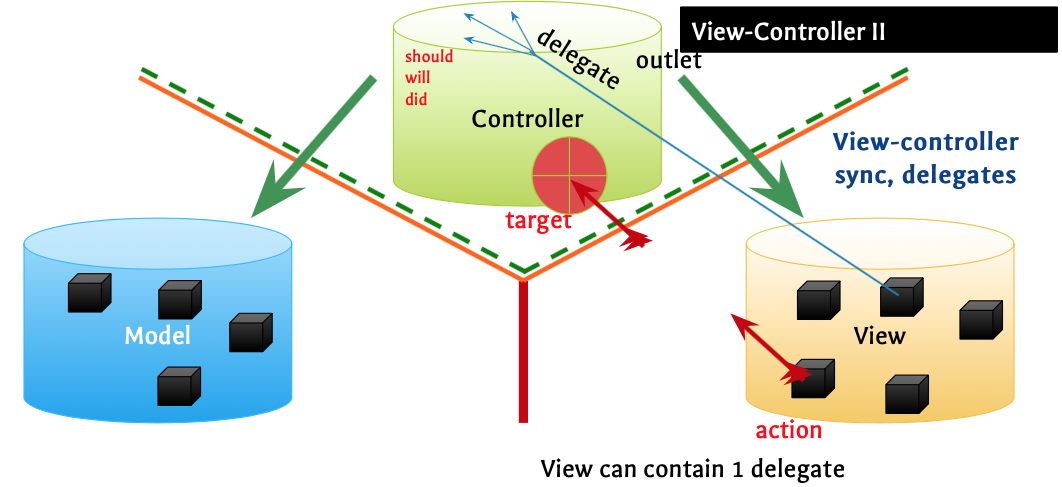 View-Controller II
delegate
outlet
should
will
did
Controller
View-controller
sync, delegates
target
Model
View
action
View can contain 1 delegate